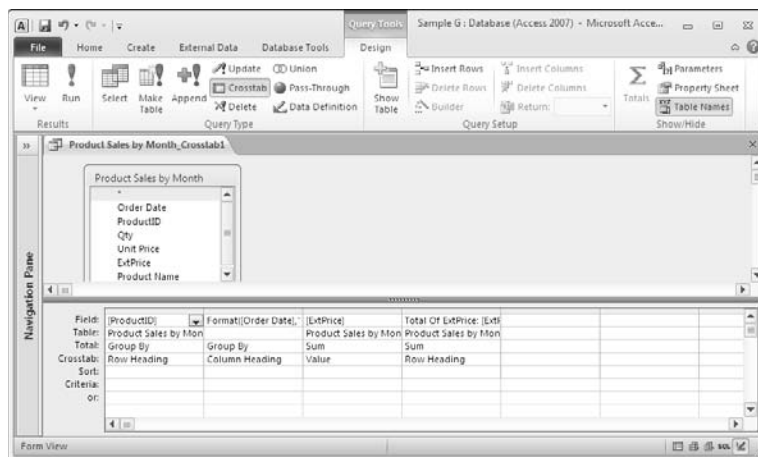 Query Tools Sample G : Database (Access 2007) - Microsoft Acce...
File Home Create External Data Database Tools Design
View Run Select Make Table Append Update Crosstab Delete Union Pass-Through Data Definition Show Table Insert Rows Delete Rows Builder Insert Columns Delete Columns Return: Totals Parameters Property Sheet Table Names
Results Query Type Query Setup Show/Hide
Product Sales by Month_Crosstab1
Navigation Pane
Product Sales by Month
*
Order Date
ProductID
Qty
Unit Price
ExtPrice
Product Name
Field: [ProductID] Format([Order Date]," [ExtPrice] Total Of ExtPrice: [ExtP
Table: Product Sales by Mon Product Sales by Mon Product Sales by Mon
Total: Group By Group By Sum Sum
Crosstab: Row Heading Column Heading Value Row Heading
Sort:
Criteria:
or:
Form View SQL